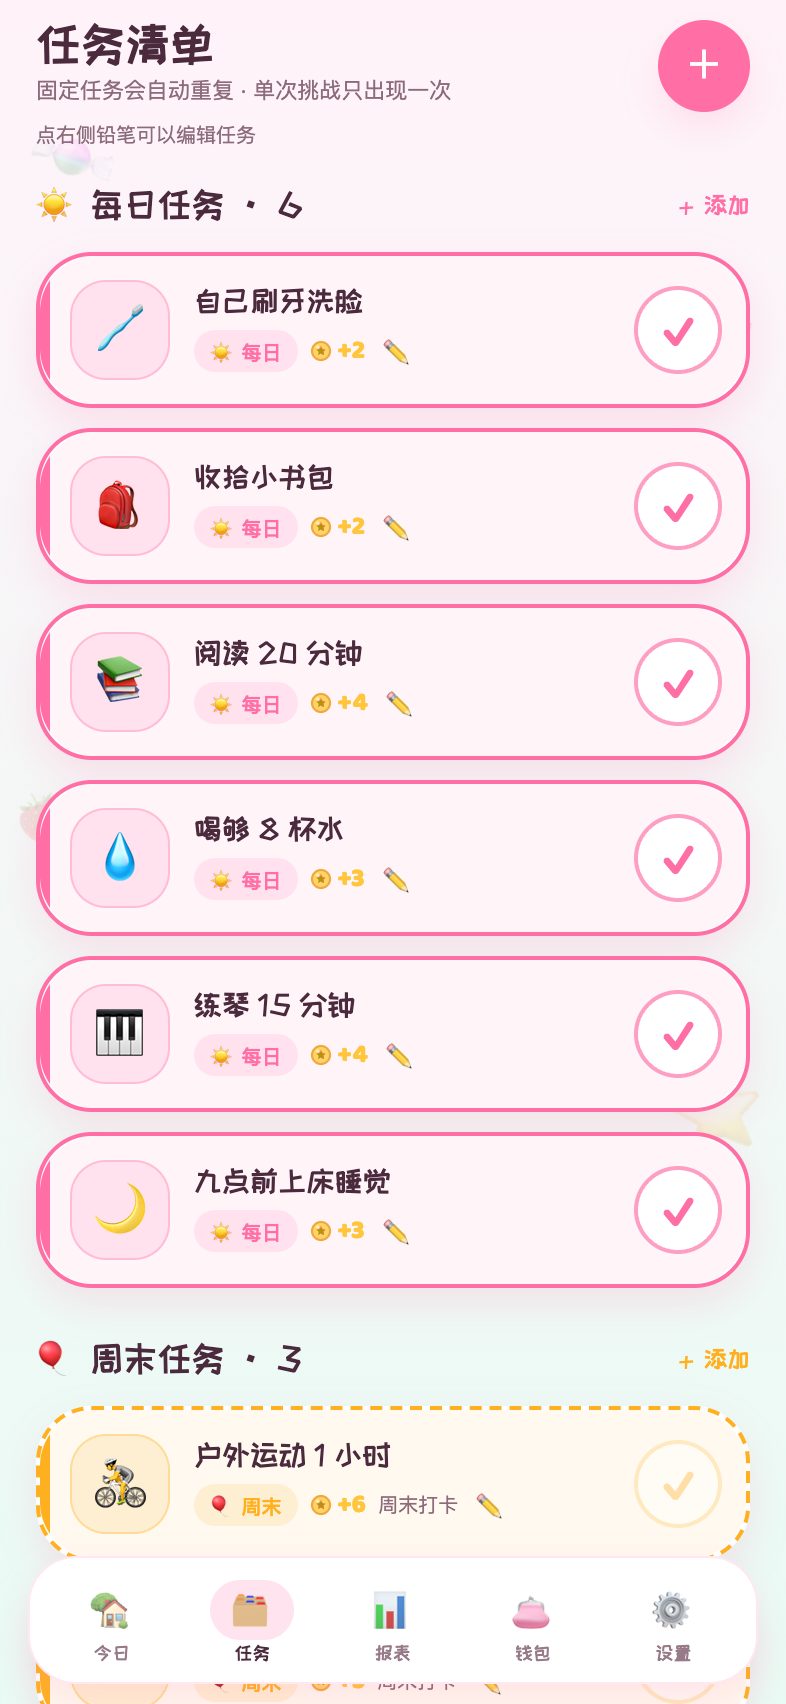 任务清单
固定任务会自动重复 · 单次挑战只出现一次
点右侧铅笔可以编辑任务
每日任务 · 6
+ 添加
自己刷牙洗脸
每日 +2
收拾小书包
每日 +2
阅读 20 分钟
每日 +4
喝够 8 杯水
每日 +3
练琴 15 分钟
每日 +4
九点前上床睡觉
每日 +3
周末任务 · 3
+ 添加
户外运动 1 小时
周末 +6 周末打卡
今日 任务 报表 钱包 设置